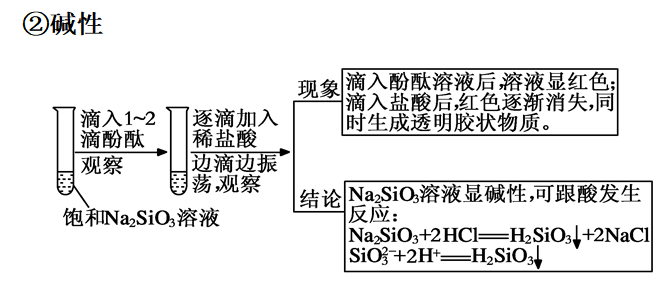 ②碱性
滴入1~2
滴酚酞
观察
饱和Na₂SiO₃溶液
逐滴加入
稀盐酸
边滴边振
荡,观察
现象
滴入酚酞溶液后,溶液显红色;
滴入盐酸后,红色逐渐消失,同
时生成透明胶状物质。
结论
Na₂SiO₃溶液显碱性,可跟酸发生
反应:
Na₂SiO₃+2HCl══H₂SiO₃↓+2NaCl
SiO₃²⁻+2H⁺══H₂SiO₃↓